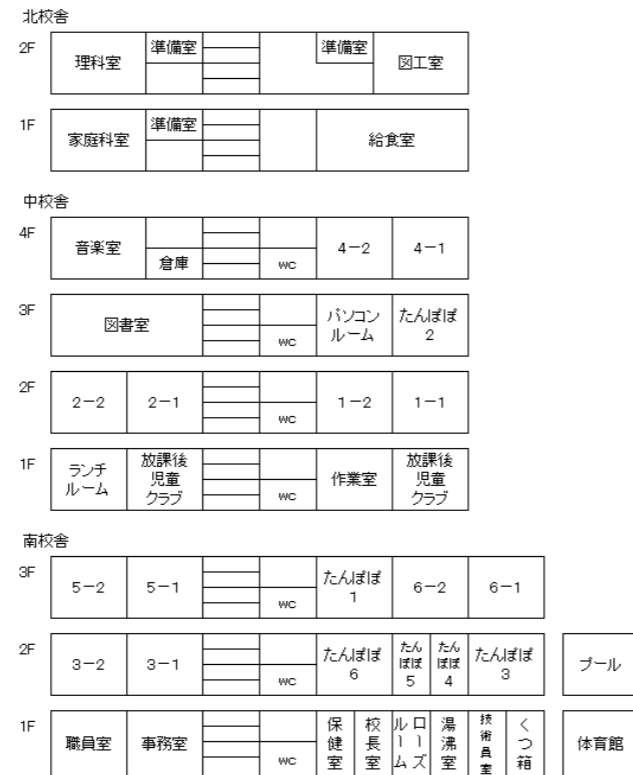 北校舎
2F
理科室
準備室
準備室
図工室
1F
家庭科室
準備室
給食室
中校舎
4F
音楽室
倉庫
WC
4－2
4－1
3F
図書室
WC
パソコン
ルーム
たんぽぽ
2
2F
2－2
2－1
WC
1－2
1－1
1F
ランチ
ルーム
放課後
児童
クラブ
WC
作業室
放課後
児童
クラブ
南校舎
3F
5－2
5－1
WC
たんぽぽ
1
6－2
6－1
2F
3－2
3－1
WC
たんぽぽ
6
たん
ぽぽ
5
たん
ぽぽ
4
たんぽぽ
3
プール
1F
職員室
事務室
WC
保健室
校長室
ローズ
ルーム
湯沸室
技術員室
くつ箱
体育館